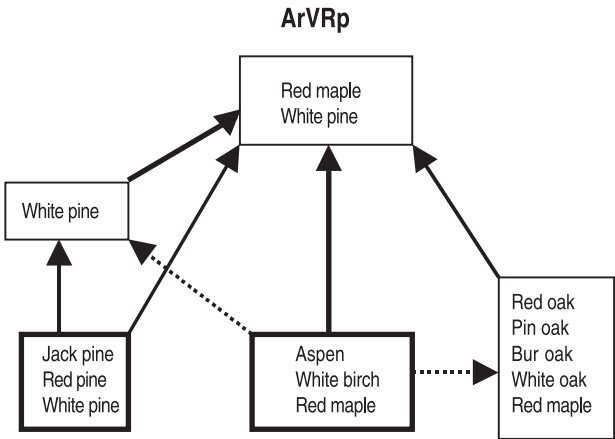 ArVRp
Red maple
White pine
White pine
Jack pine
Red pine
White pine
Aspen
White birch
Red maple
Red oak
Pin oak
Bur oak
White oak
Red maple